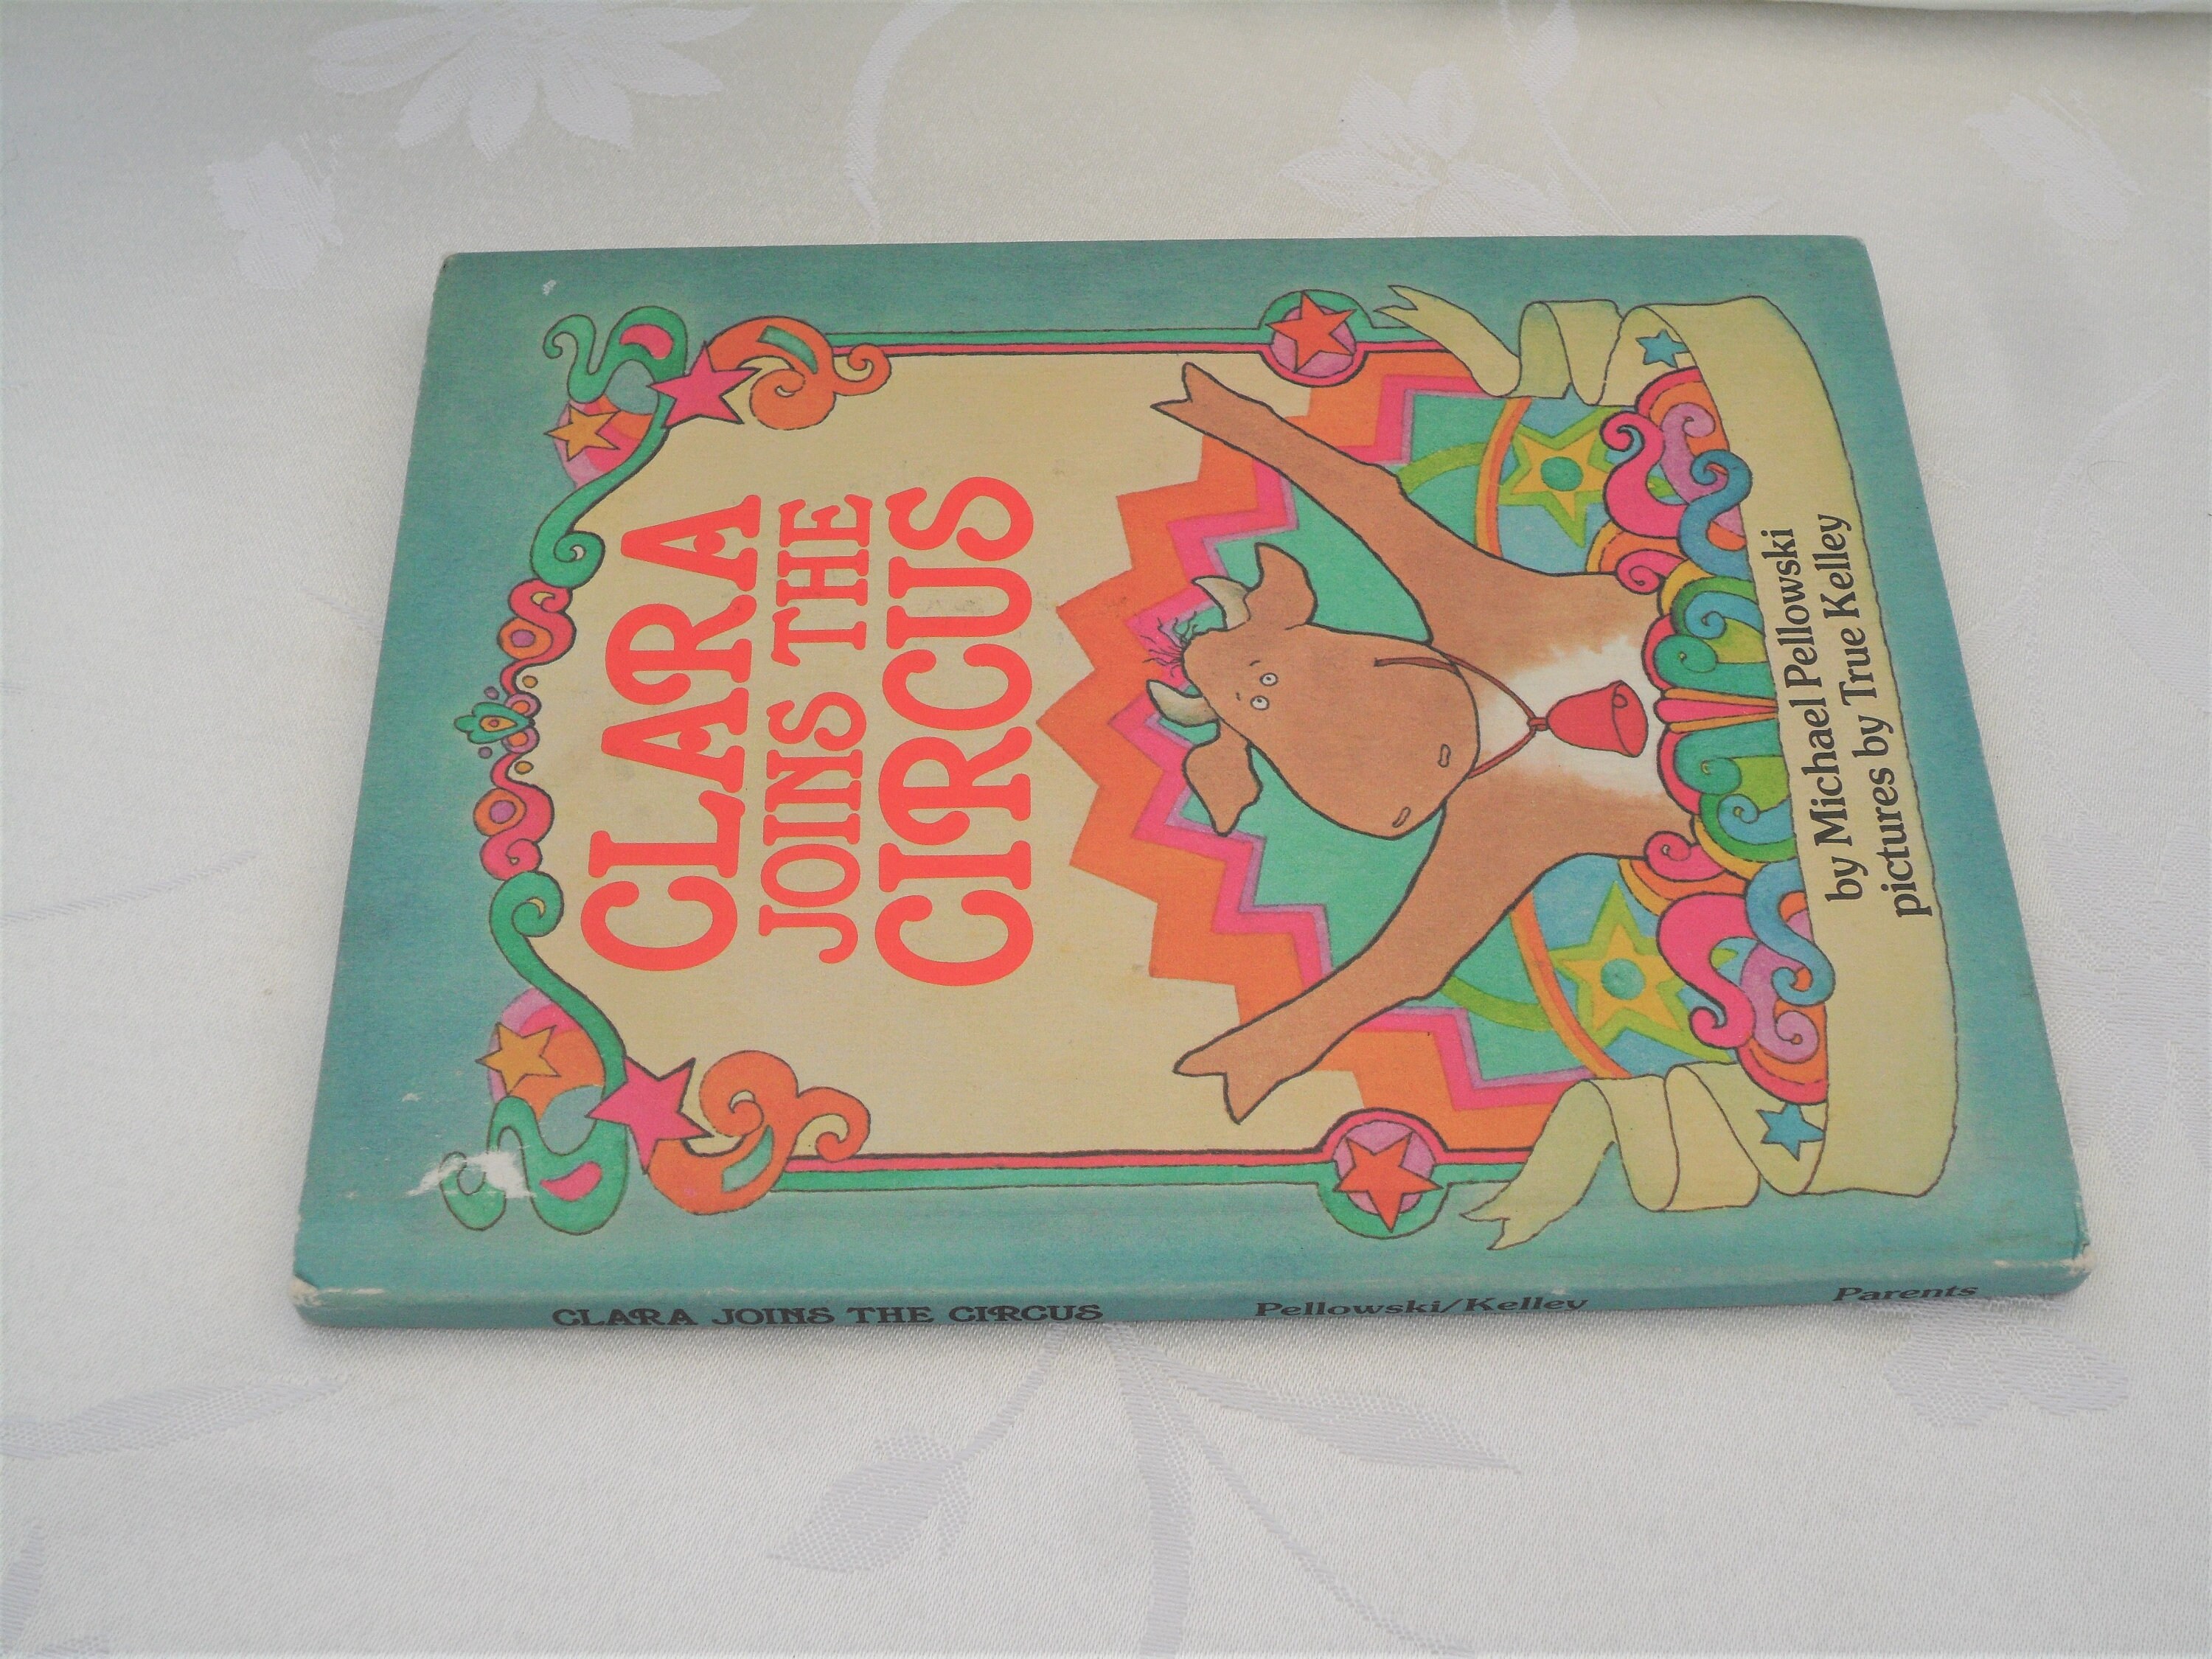 CLARA
JOINS THE
CIRCUS
by Michael Pellowski
pictures by True Kelley
CLARA JOINS THE CIRCUS
Pellowski/Kelley
Parents